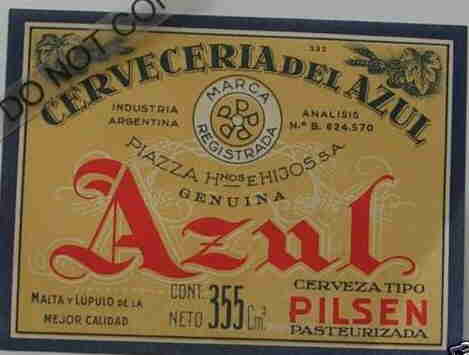 DO NOT CO
CERVECERIA DEL AZUL
INDUSTRIA
ARGENTINA
MARCA
REGISTRADA
ANALISIS
N.º B. 624.570
PIAZZA HNOS E HIJOS S.A.
GENUINA
Azul
MALTA Y LUPULO DE LA
MEJOR CALIDAD
CONT.
NETO 355 Cm³
CERVEZA TIPO
PILSEN
PASTEURIZADA